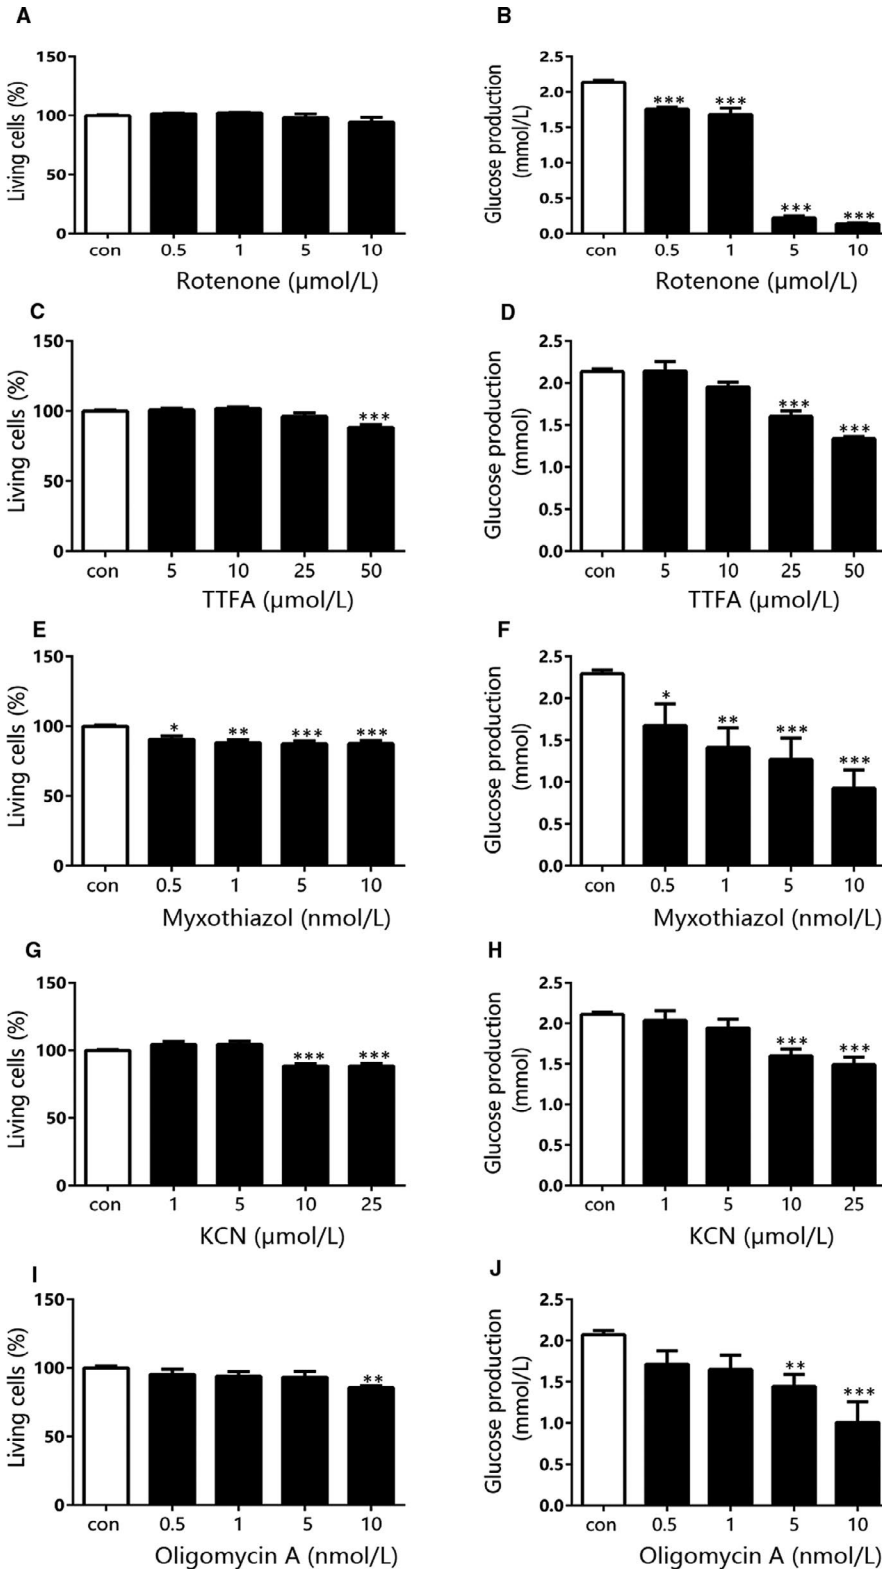 A
Living cells (%)
150
100
50
0
con 0.5 1 5 10
Rotenone (μmol/L)
B
Glucose production
(mmol/L)
2.5
2.0
1.5
1.0
0.5
0.0
*** ***
***
***
con 0.5 1 5 10
Rotenone (μmol/L)
C
Living cells (%)
150
100
50
0
***
con 5 10 25 50
TTFA (μmol/L)
D
Glucose production
(mmol)
2.5
2.0
1.5
1.0
0.5
0.0
***
***
con 5 10 25 50
TTFA (μmol/L)
E
Living cells (%)
150
100
50
0
* ** *** ***
con 0.5 1 5 10
Myxothiazol (nmol/L)
F
Glucose production
(mmol)
2.5
2.0
1.5
1.0
0.5
0.0
*
**
***
***
con 0.5 1 5 10
Myxothiazol (nmol/L)
G
Living cells (%)
150
100
50
0
*** ***
con 1 5 10 25
KCN (μmol/L)
H
Glucose production
(mmol)
2.5
2.0
1.5
1.0
0.5
0.0
*** ***
con 1 5 10 25
KCN (μmol/L)
I
Living cells (%)
150
100
50
0
**
con 0.5 1 5 10
Oligomycin A (nmol/L)
J
Glucose production
(mmol/L)
2.5
2.0
1.5
1.0
0.5
0.0
**
***
con 0.5 1 5 10
Oligomycin A (nmol/L)